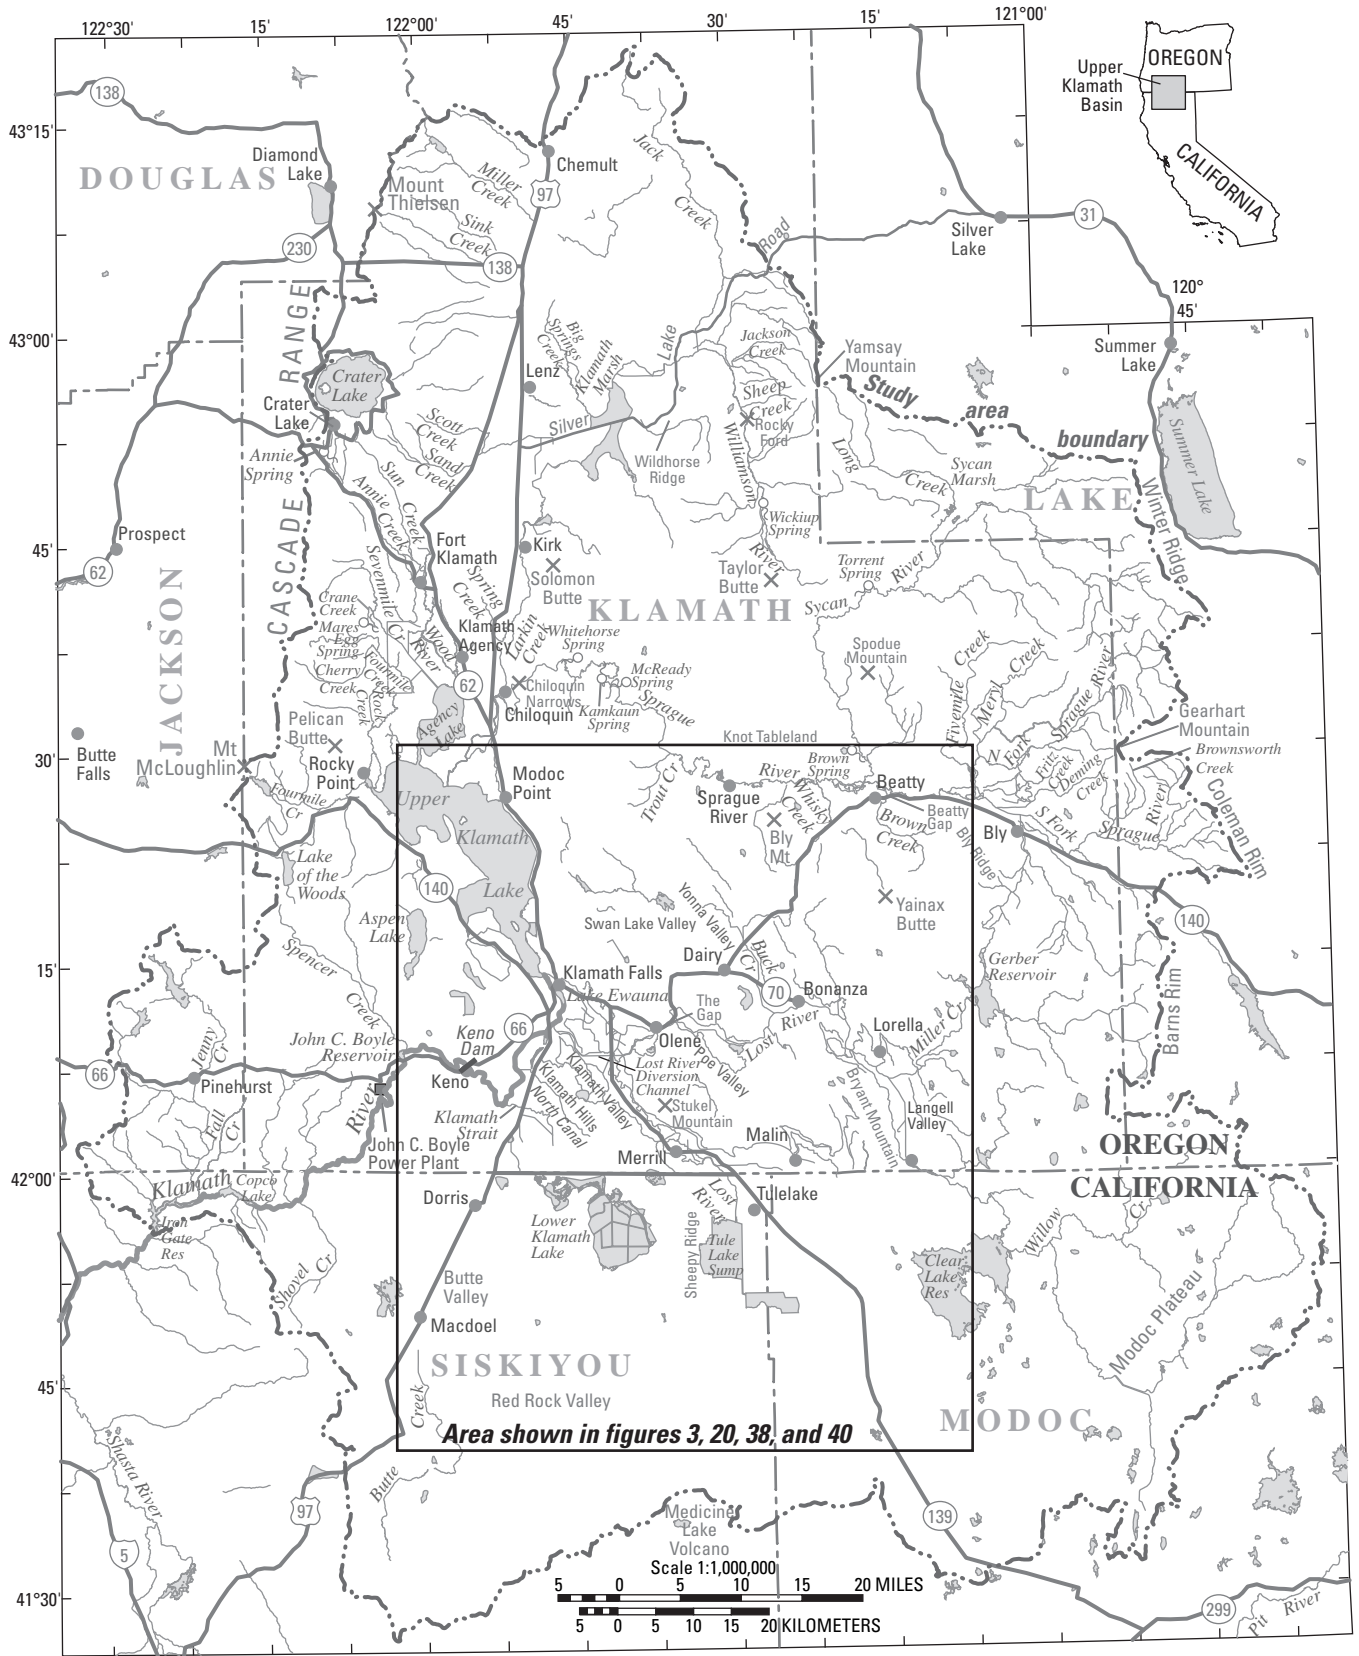 122°30'
15'
122°00'
45'
30'
15'
121°00'
OREGON
Upper
Klamath
Basin
CALIFORNIA
138
43°15'
DOUGLAS
Diamond
Lake
Mount
Thielsen
Miller
Creek
Chemult
97
Jack
Creek
Sink
Creek
230
138
Road
Silver
Lake
31
120°
45'
43°00'
CASCADE RANGE
Crater
Lake
Crater
Lake
Big
Springs
Creek
Klamath
Marsh
Lenz
Lake
Silver
Jackson
Creek
Sheep
Creek
Rocky
Ford
Yamsay
Mountain
Study
area
boundary
Summer
Lake
Summer Lake
Annie
Spring
Scott
Creek
Sand
Creek
Sun
Creek
Annie Creek
Wildhorse
Ridge
Williamson
River
Long
Creek
Sycan
Marsh
LAKE
Winter Ridge
Wickiup
Spring
Prospect
45'
62
JACKSON
Fort
Klamath
Kirk
Solomon
Butte
Taylor
Butte
Torrent
Spring
Sycan
River
KLAMATH
Sevenmile Cr
Spring
Creek
Crane
Creek
Mares
Egg
Spring
Cherry
Creek
Fourmile
Creek
Rock
Creek
Wood
River
Klamath
Agency
Larkin
Creek
Whitehorse
Spring
McReady
Spring
Chiloquin
Narrows
Kamkaun
Spring
Sprague
62
Chiloquin
Agency
Lake
Spodue
Mountain
Fivemile
Creek
Meryl
Creek
N
Fork
Sprague River
Fritz
Creek
Deming
Creek
Gearhart
Mountain
Brownsworth
Creek
Coleman Rim
Butte
Falls
Mt
McLoughlin
Pelican
Butte
Rocky
Point
30'
Knot Tableland
Brown
Spring
River
Trout Cr
Sprague
River
Whisky
Creek
Bly
Mt
Beatty
Beatty
Gap
Brown
Creek
Bly Ridge
Bly
S Fork
Sprague
River
Modoc
Point
Upper
Klamath
Lake
Fourmile
Cr
Lake
of the
Woods
140
Aspen
Lake
Yainax
Butte
140
Swan Lake Valley
Yonna Valley
Buck
Cr
Dairy
Spencer
Creek
15'
Klamath Falls
Lake Ewauna
The
Gap
70
Bonanza
Gerber
Reservoir
Barns Rim
Lost
River
Olene
Poe Valley
Lorella
Miller Cr
John C. Boyle
Reservoir
Keno
Dam
66
Keno
Jenny
Cr
66
Pinehurst
Fall
Cr
River
John C. Boyle
Power Plant
Klamath
Strait
Klamath Hills
North Canal
Klamath Valley
Lost River
Diversion
Channel
Stukel
Mountain
Bryant Mountain
Langell
Valley
Malin
Merrill
OREGON
CALIFORNIA
42°00'
Klamath
Copco
Lake
Iron
Gate
Res
Dorris
Lower
Klamath
Lake
Lost
River
Tulelake
Sheepy Ridge
Tule
Lake
Sump
Clear
Lake
Res
Willow
Cr
Modoc Plateau
Shovel
Cr
Butte
Valley
Macdoel
SISKIYOU
Red Rock Valley
45'
MODOC
Area shown in figures 3, 20, 38, and 40
Creek
Butte
Shasta River
97
5
139
Medicine
Lake
Volcano
Scale 1:1,000,000
5 0 5 10 15 20 MILES
5 0 5 10 15 20 KILOMETERS
41°30'
299
Pit River